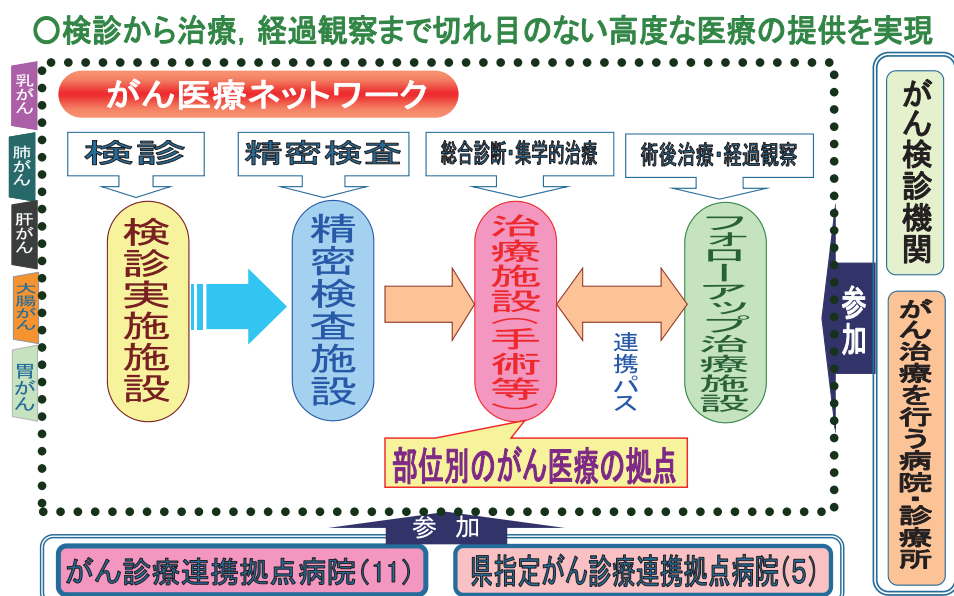 〇検診から治療，経過観察まで切れ目のない高度な医療の提供を実現
乳がん
肺がん
肝がん
大腸がん
胃がん
がん医療ネットワーク
検診
精密検査
総合診断・集学的治療
術後治療・経過観察
検診実施施設
精密検査施設
治療施設（手術等）
連携パス
フォローアップ治療施設
部位別のがん医療の拠点
参加
がん検診機関
がん治療を行う病院・診療所
参加
がん診療連携拠点病院（11）
県指定がん診療連携拠点病院（5）